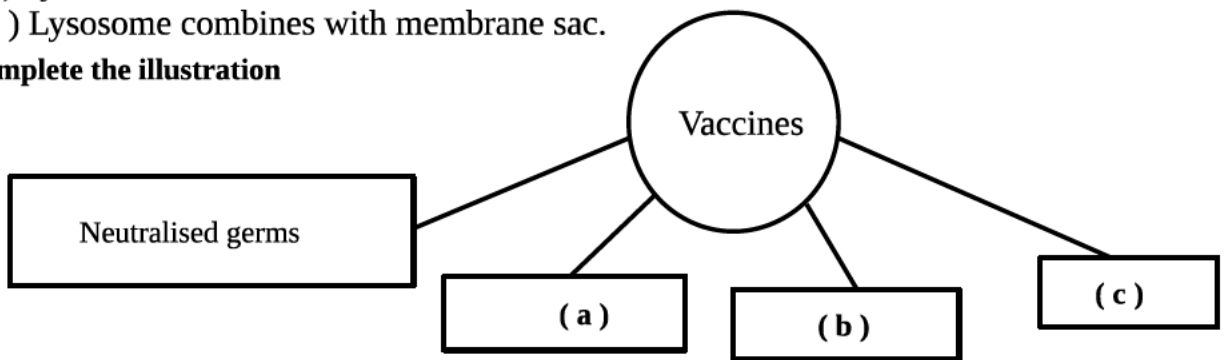 ) Lysosome combines with membrane sac.
mplete the illustration
Vaccines
Neutralised germs
( a )
( b )
( c )